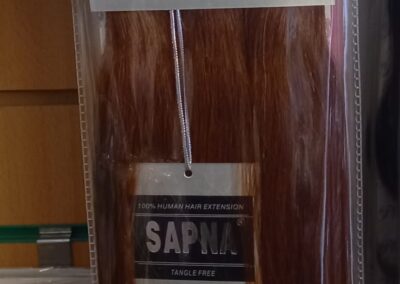 100% HUMAN HAIR EXTENSION
SAPNA®
TANGLE FREE